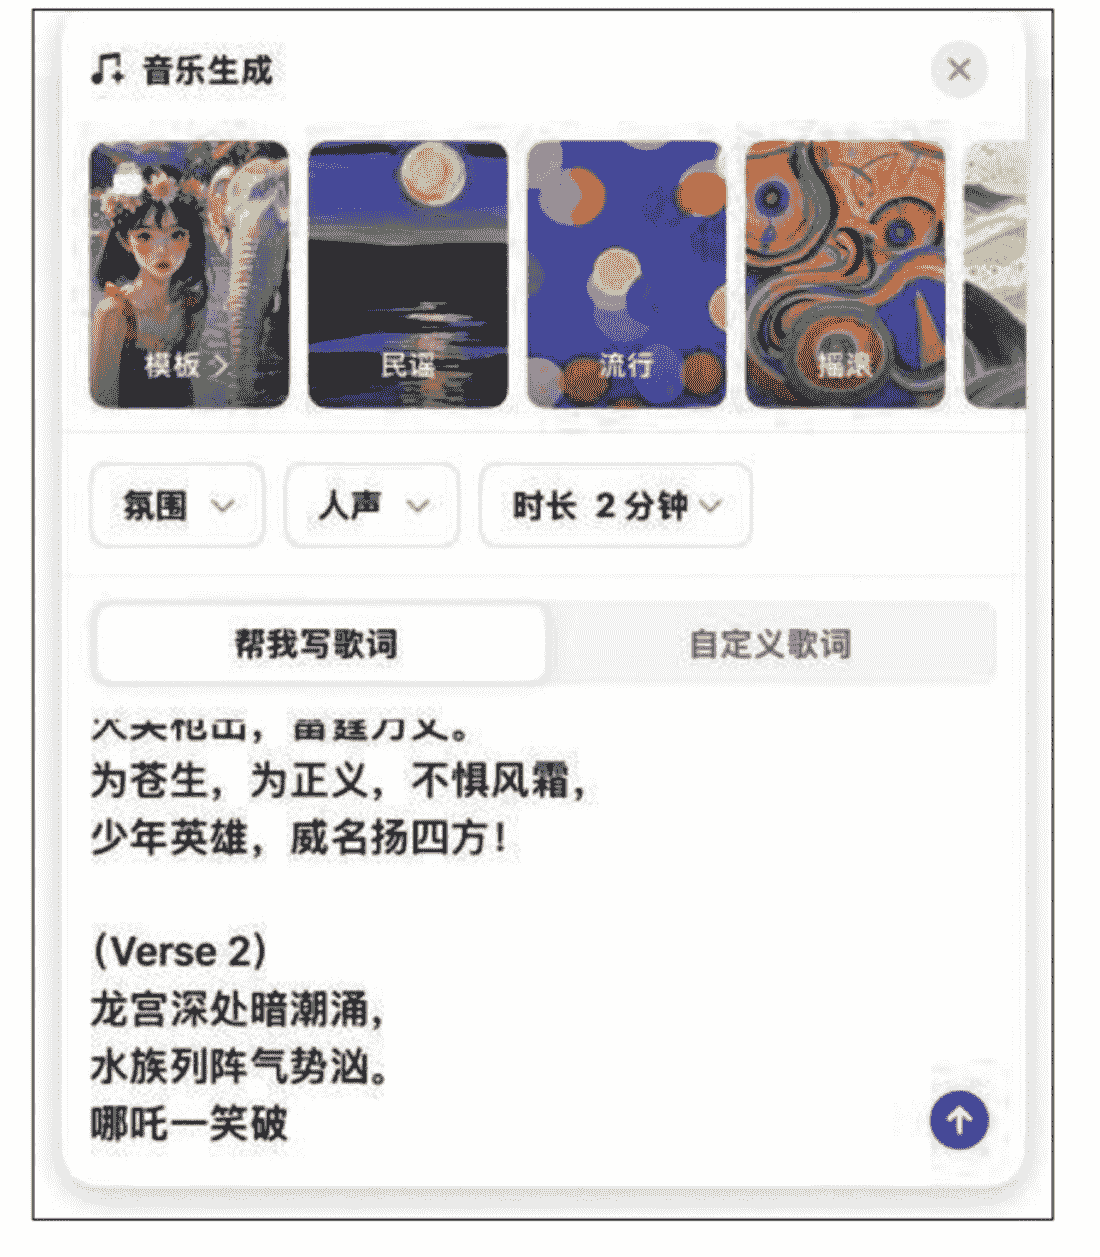 音乐生成
模板
民谣
流行
摇滚
氛围
人声
时长 2 分钟
帮我写歌词
自定义歌词
为苍生，为正义，不惧风霜，
少年英雄，威名扬四方！
(Verse 2)
龙宫深处暗潮涌，
水族列阵气势汹。
哪吒一笑破